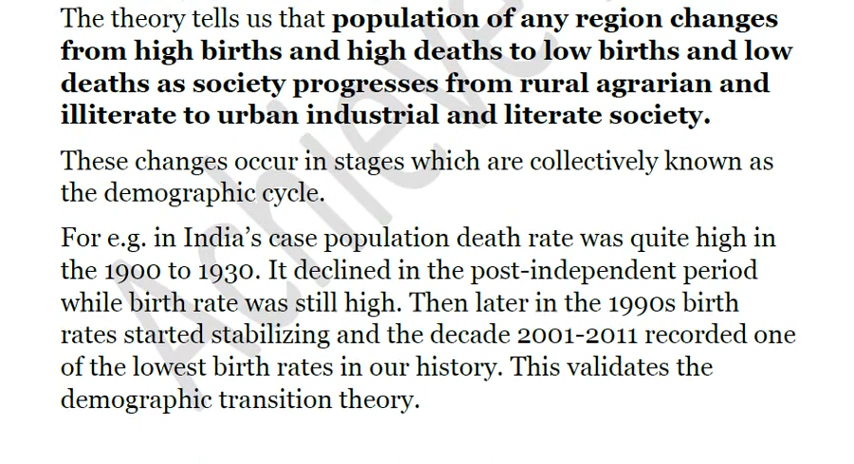 The theory tells us that population of any region changes
from high births and high deaths to low births and low
deaths as society progresses from rural agrarian and
illiterate to urban industrial and literate society.
These changes occur in stages which are collectively known as
the demographic cycle.
For e.g. in India's case population death rate was quite high in
the 1900 to 1930. It declined in the post-independent period
while birth rate was still high. Then later in the 1990s birth
rates started stabilizing and the decade 2001-2011 recorded one
of the lowest birth rates in our history. This validates the
demographic transition theory.
Achieve